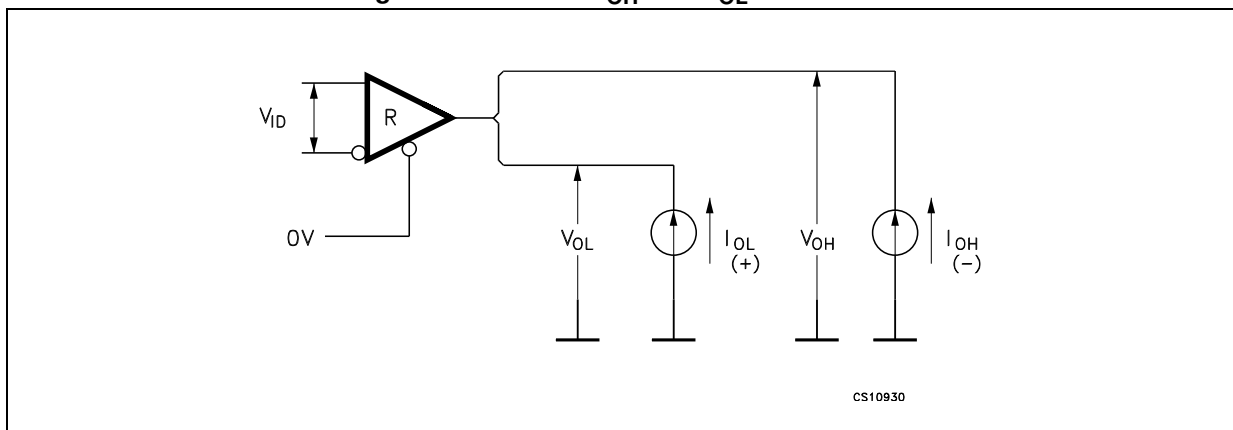 V_ID
R
0V
V_OL
I_OL
(+)
V_OH
I_OH
(-)
CS10930